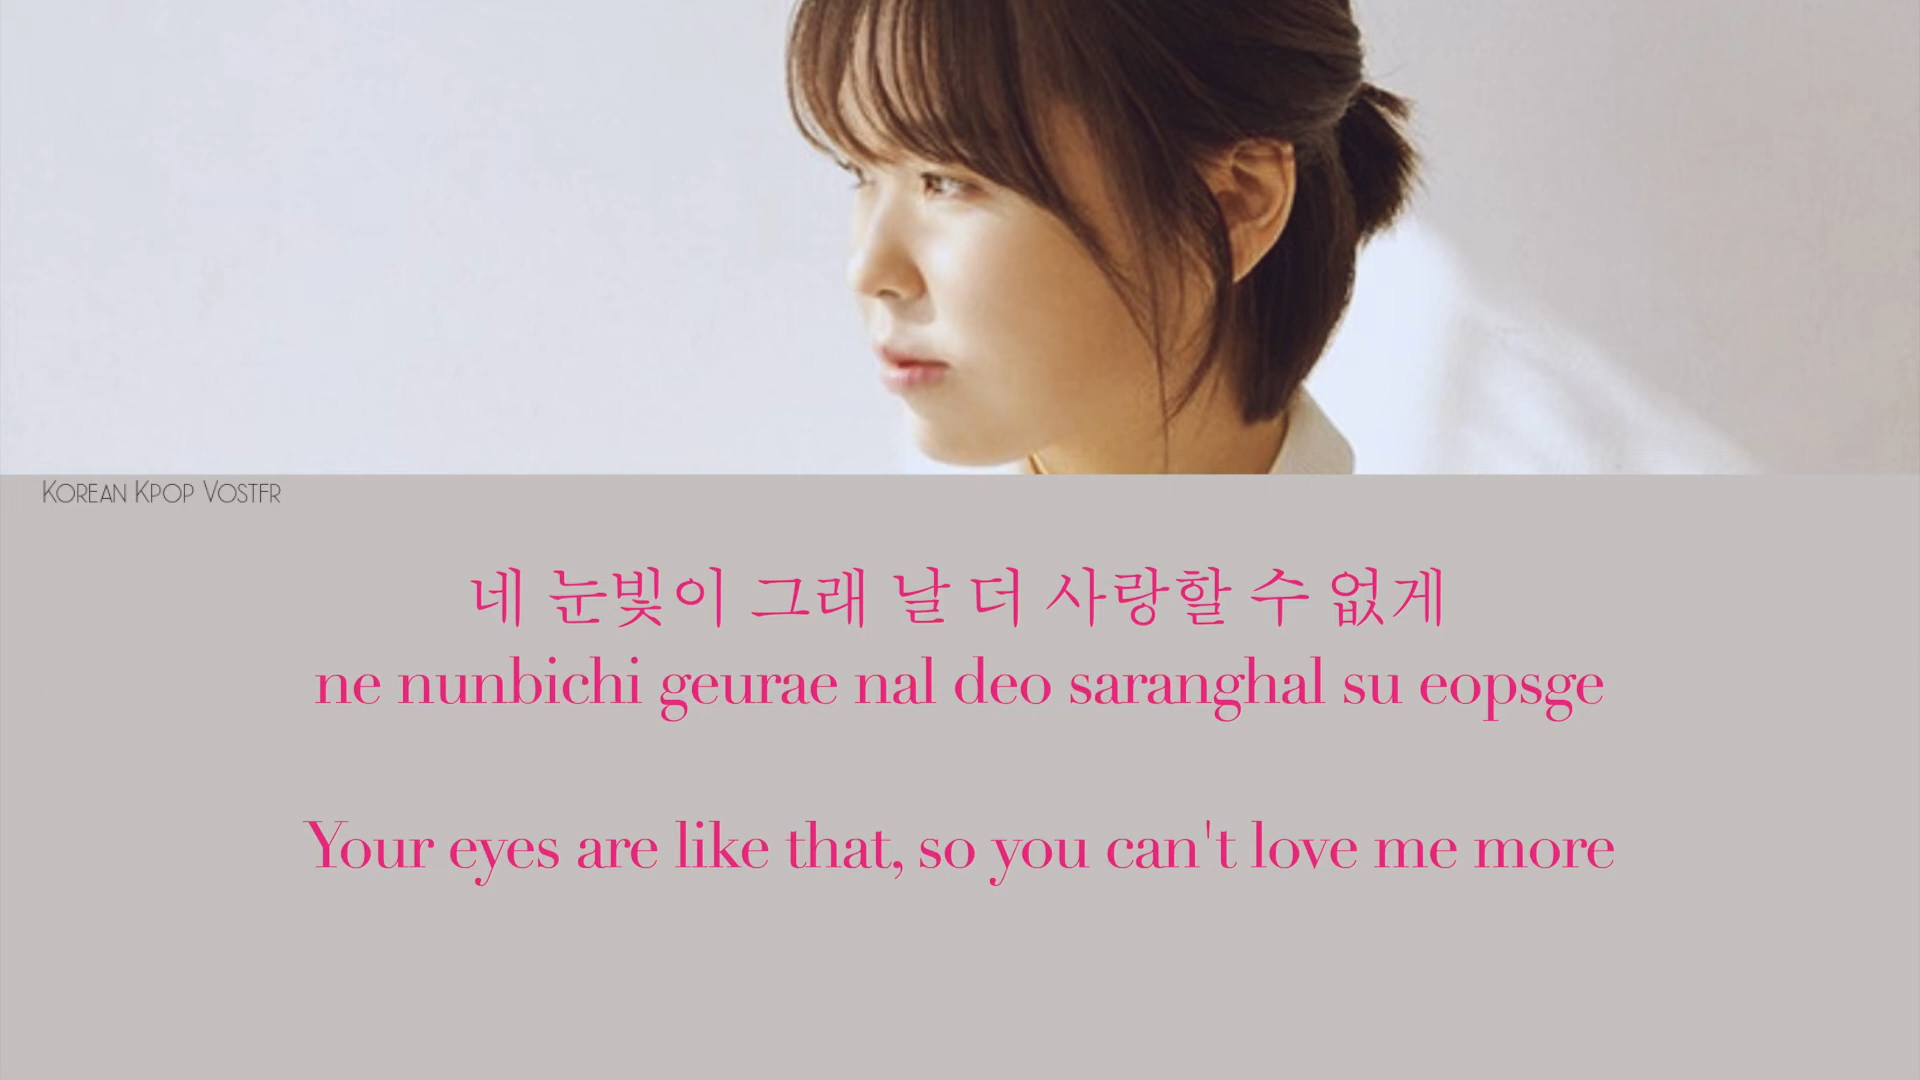 Korean Kpop Vostfr
네 눈빛이 그래 날 더 사랑할 수 없게
ne nunbichi geurae nal deo saranghal su eopsge
Your eyes are like that, so you can't love me more